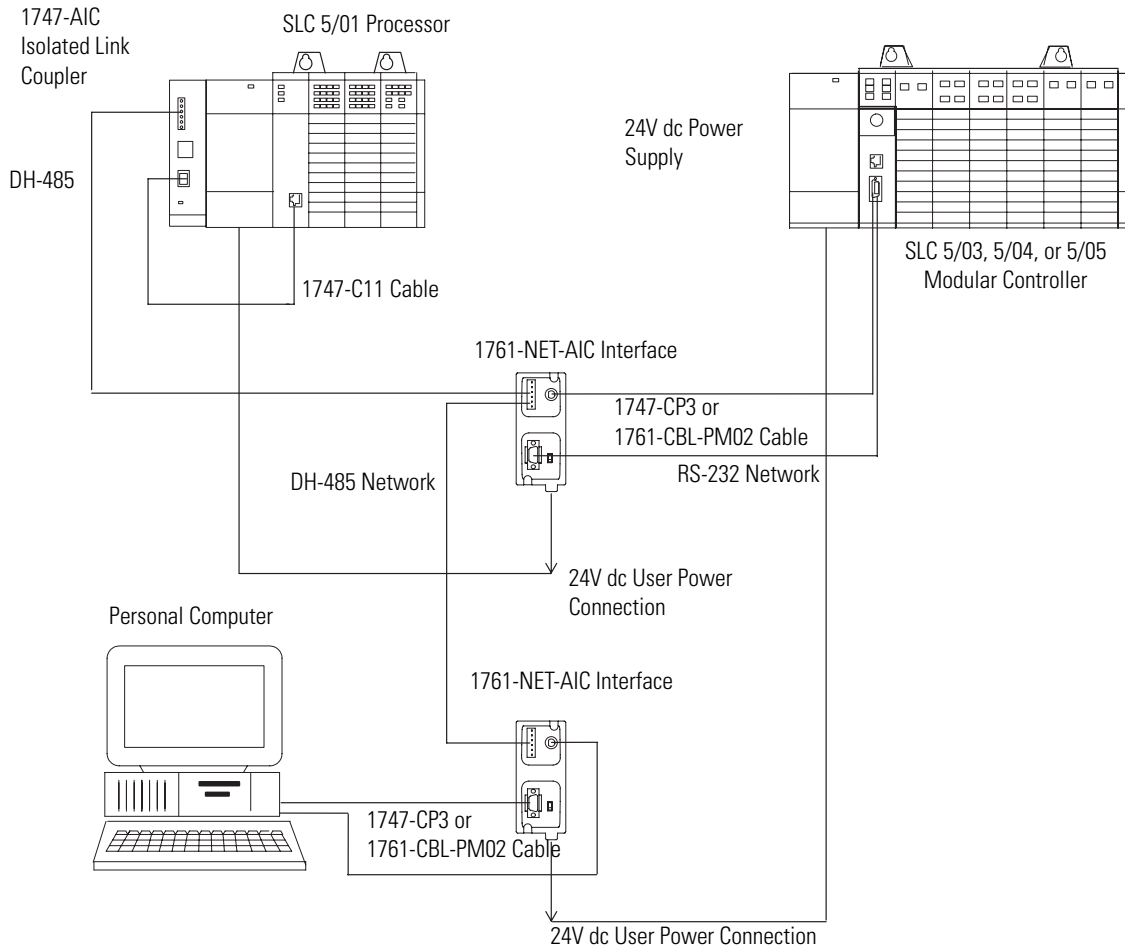 1747-AIC
Isolated Link
Coupler
SLC 5/01 Processor
24V dc Power
Supply
DH-485
SLC 5/03, 5/04, or 5/05
Modular Controller
1747-C11 Cable
1761-NET-AIC Interface
1747-CP3 or
1761-CBL-PM02 Cable
RS-232 Network
DH-485 Network
24V dc User Power
Connection
Personal Computer
1761-NET-AIC Interface
1747-CP3 or
1761-CBL-PM02 Cable
24V dc User Power Connection